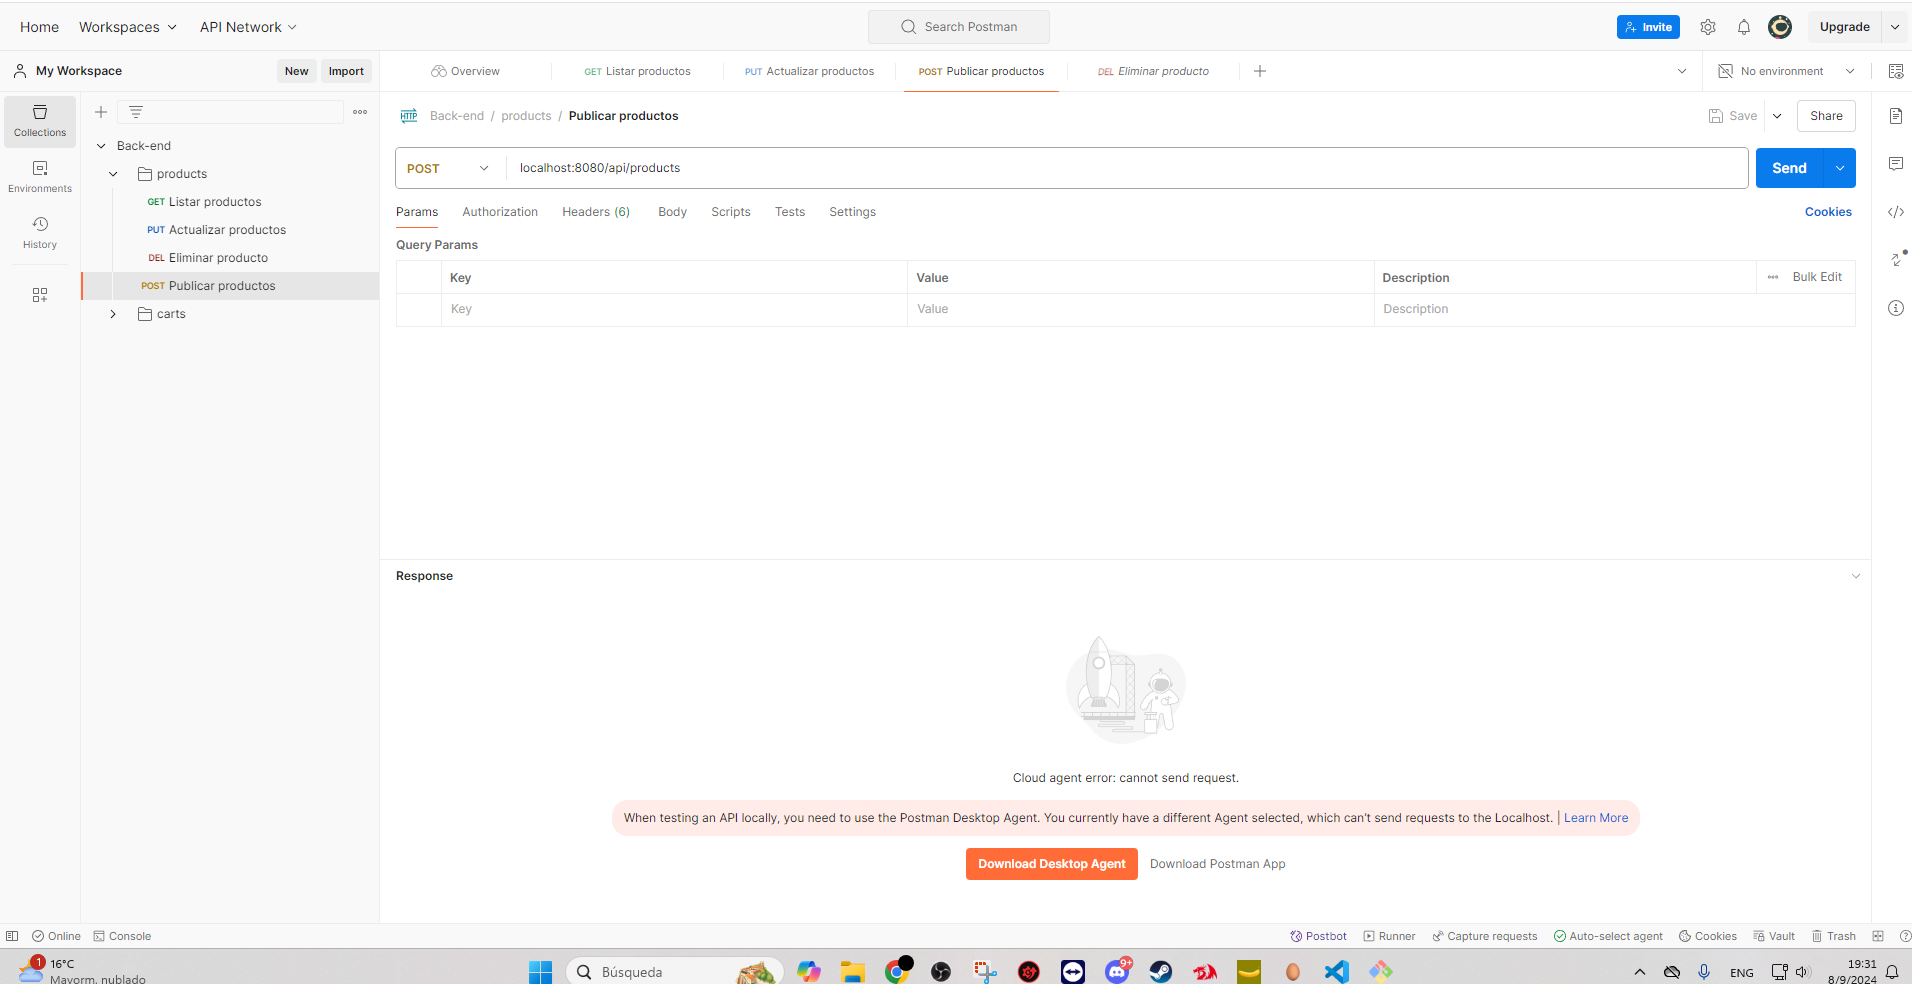 Home Workspaces API Network Search Postman Invite Upgrade
My Workspace New Import Overview GET Listar productos PUT Actualizar productos POST Publicar productos DEL Eliminar producto No environment
Collections
Environments
History
Back-end
products
GET Listar productos
PUT Actualizar productos
DEL Eliminar producto
POST Publicar productos
carts
HTTP Back-end / products / Publicar productos Save Share
POST localhost:8080/api/products Send
Params Authorization Headers (6) Body Scripts Tests Settings Cookies
Query Params
Key Value Description Bulk Edit
Key Value Description
Response
Cloud agent error: cannot send request.
When testing an API locally, you need to use the Postman Desktop Agent. You currently have a different Agent selected, which can't send requests to the Localhost. | Learn More
Download Desktop Agent Download Postman App
Online Console Postbot Runner Capture requests Auto-select agent Cookies Vault Trash
1 16°C
Mayorm. nublado
Búsqueda
9+
ENG
19:31
8/9/2024